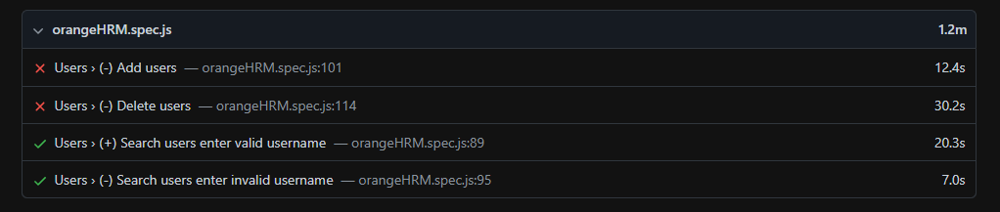 orangeHRM.spec.js 1.2m
Users › (-) Add users — orangeHRM.spec.js:101 12.4s
Users › (-) Delete users — orangeHRM.spec.js:114 30.2s
Users › (+) Search users enter valid username — orangeHRM.spec.js:89 20.3s
Users › (-) Search users enter invalid username — orangeHRM.spec.js:95 7.0s